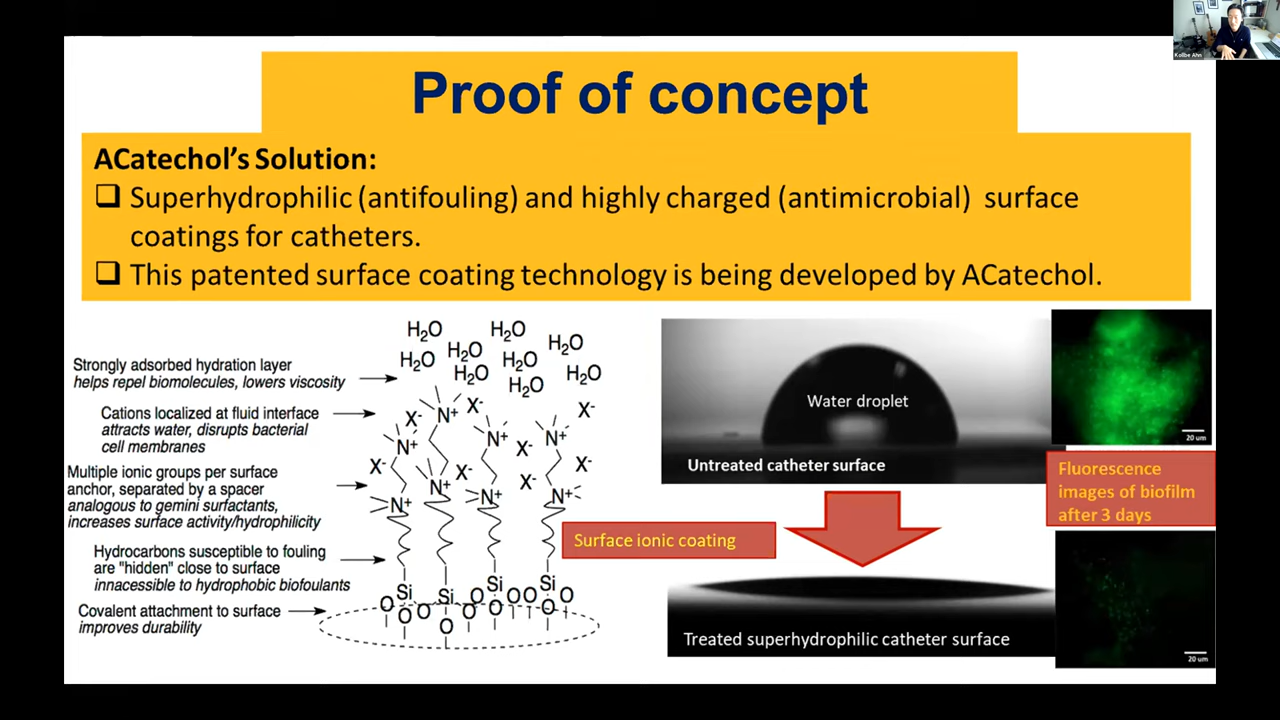 Kollbe Ahn
Proof of concept
ACatechol's Solution:
❑ Superhydrophilic (antifouling) and highly charged (antimicrobial) surface
coatings for catheters.
❑ This patented surface coating technology is being developed by ACatechol.
Strongly adsorbed hydration layer
helps repel biomolecules, lowers viscosity
Cations localized at fluid interface
attracts water, disrupts bacterial
cell membranes
Multiple ionic groups per surface
anchor, separated by a spacer
analogous to gemini surfactants,
increases surface activity/hydrophilicity
Hydrocarbons susceptible to fouling
are "hidden" close to surface
innacessible to hydrophobic biofoulants
Covalent attachment to surface
improves durability
H2O H2O
H2O H2O H2O H2O
H2O H2O H2O
X- N+ X- X-
N+ N+ N+
X- X- X- X-
N+ N+ X- N+ N+
Si Si Si Si
O O O O O O O
O O O O
Water droplet
Untreated catheter surface
20 um
Fluorescence
images of biofilm
after 3 days
Surface ionic coating
Treated superhydrophilic catheter surface
20 um